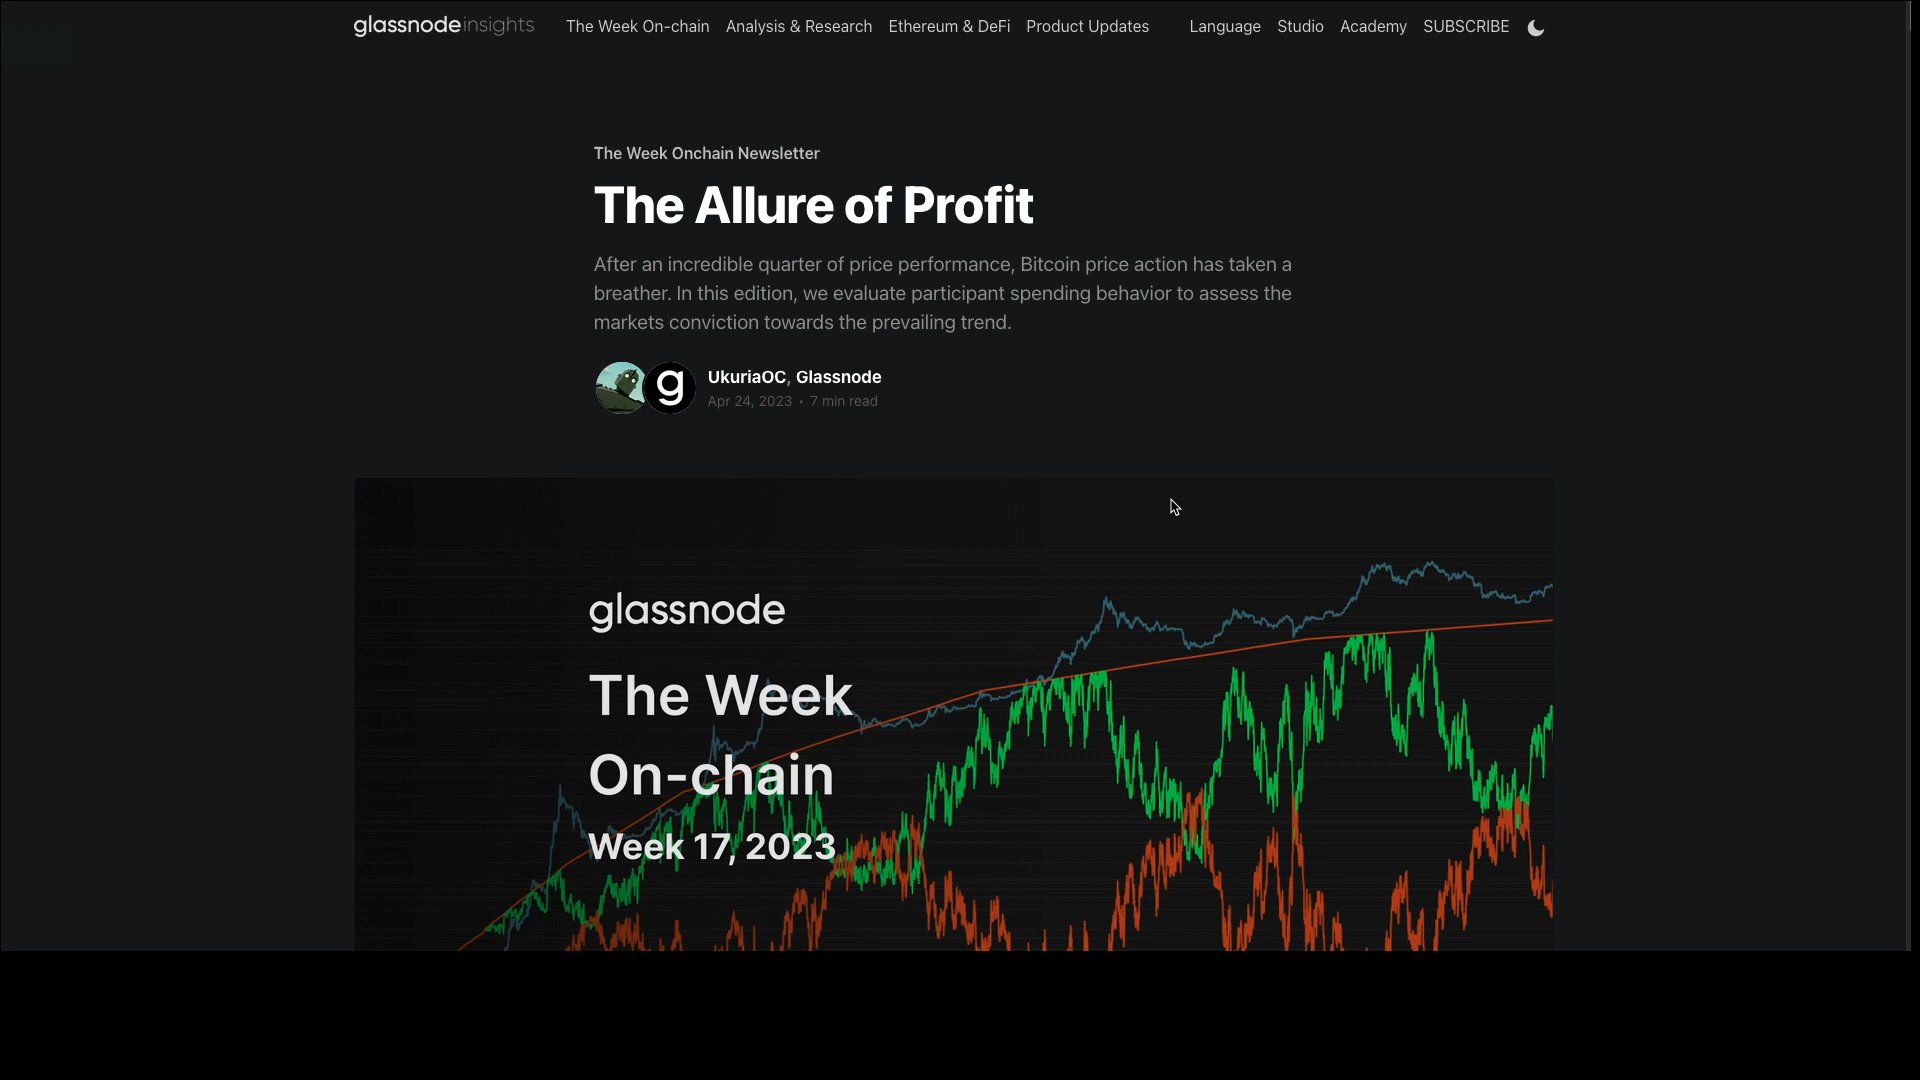 glassnode insights The Week On-chain Analysis & Research Ethereum & DeFi Product Updates Language Studio Academy SUBSCRIBE
The Week Onchain Newsletter
The Allure of Profit
After an incredible quarter of price performance, Bitcoin price action has taken a
breather. In this edition, we evaluate participant spending behavior to assess the
markets conviction towards the prevailing trend.
g
UkuriaOC, Glassnode
Apr 24, 2023 • 7 min read
glassnode
The Week
On-chain
Week 17, 2023